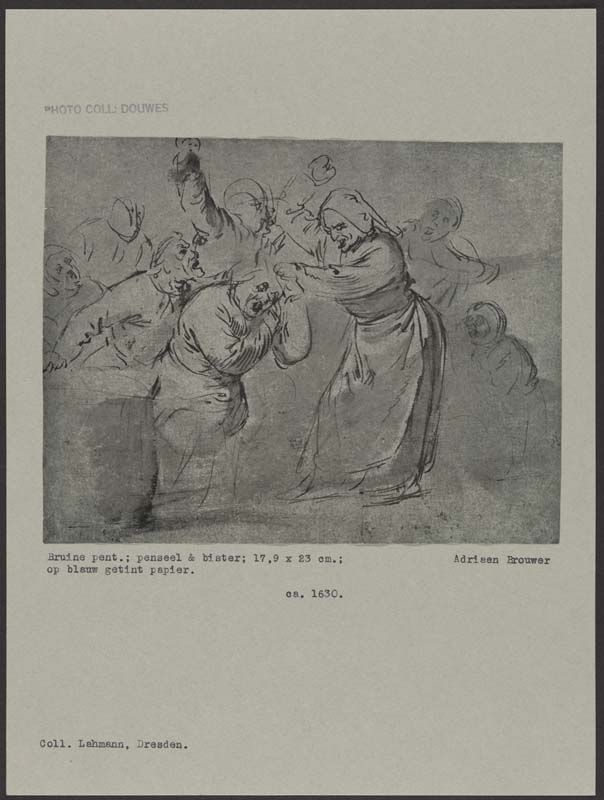 PHOTO COLL: DOUWES
Bruine pent.; penseel & bister; 17,9 x 23 cm.;
op blauw getint papier.
Adriaen Brouwer
ca. 1630.
Coll. Lahmann, Dresden.